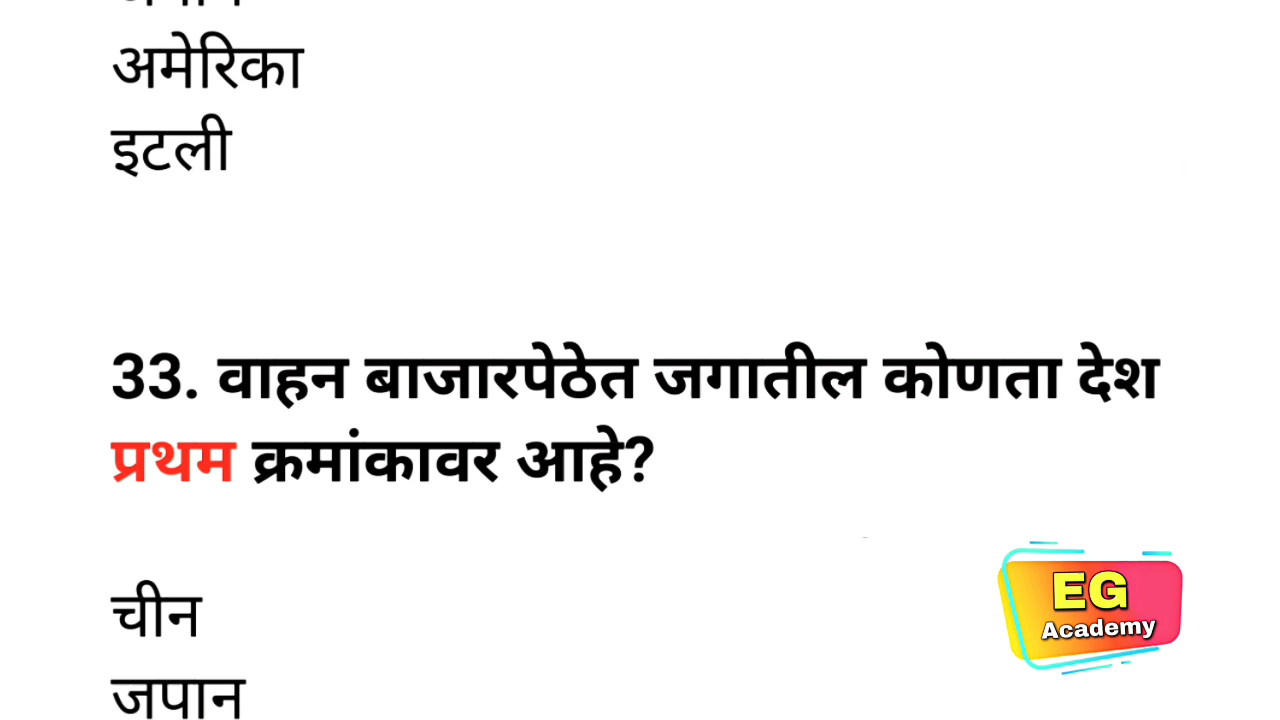 अमेरिका
इटली
33. वाहन बाजारपेठेत जगातील कोणता देश
प्रथम क्रमांकावर आहे?
चीन
जपान
EG
Academy